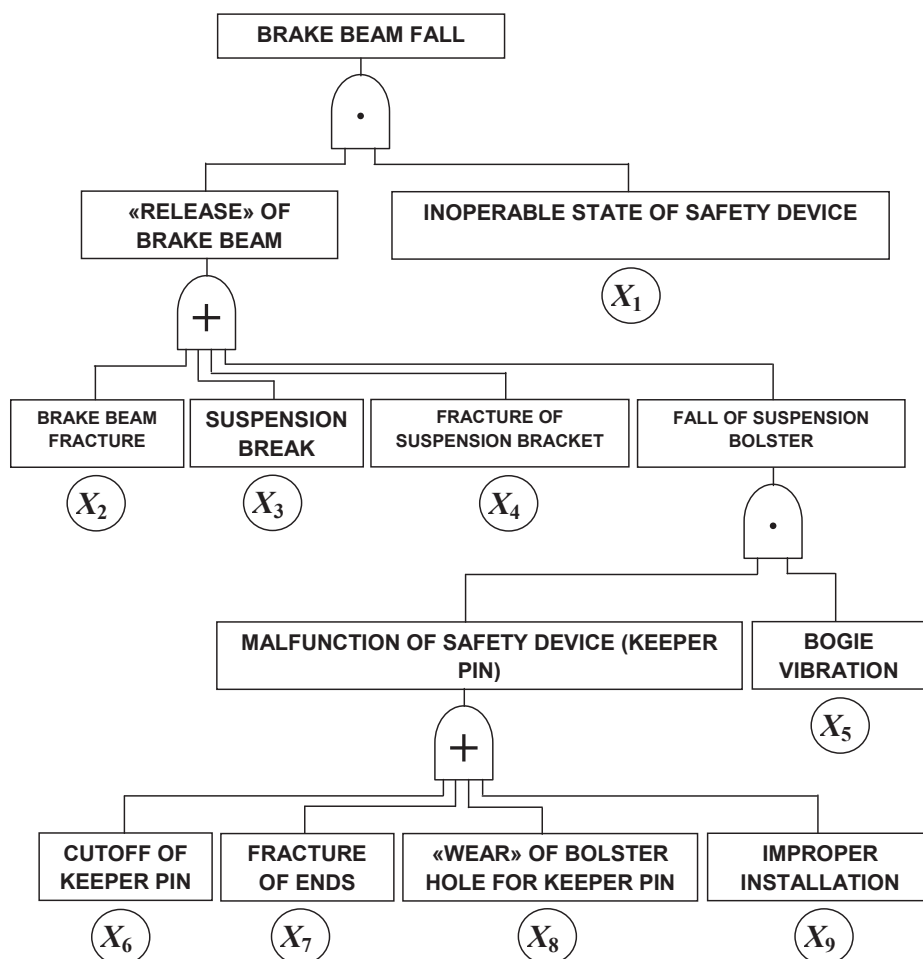 BRAKE BEAM FALL
«RELEASE» OF
BRAKE BEAM
INOPERABLE STATE OF SAFETY DEVICE
X1
BRAKE BEAM
FRACTURE
SUSPENSION
BREAK
FRACTURE OF
SUSPENSION BRACKET
FALL OF SUSPENSION
BOLSTER
X2
X3
X4
MALFUNCTION OF SAFETY DEVICE (KEEPER
PIN)
BOGIE
VIBRATION
X5
CUTOFF OF
KEEPER PIN
FRACTURE
OF ENDS
«WEAR» OF BOLSTER
HOLE FOR KEEPER PIN
IMPROPER
INSTALLATION
X6
X7
X8
X9